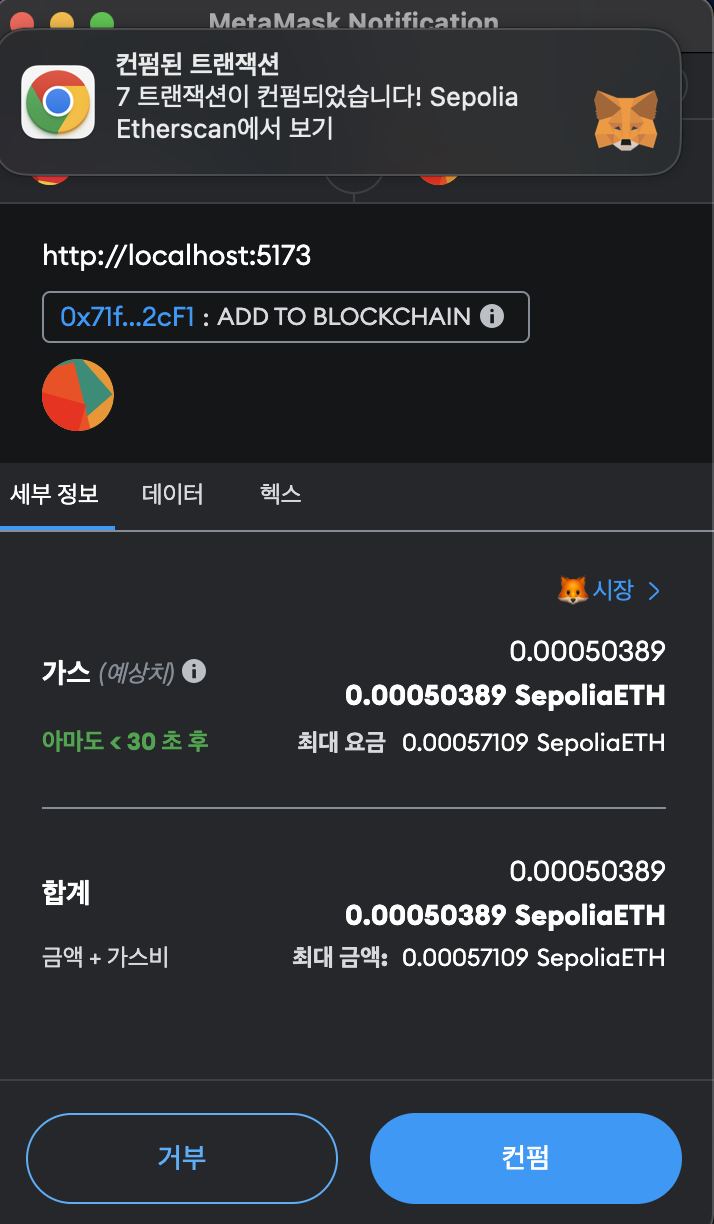 MetaMask Notification
컨펌된 트랜잭션
7 트랜잭션이 컨펌되었습니다! Sepolia
Etherscan에서 보기
http://localhost:5173
0x71f...2cF1 : ADD TO BLOCKCHAIN
세부 정보 데이터 헥스
시장
0.00050389
가스 (예상치)
0.00050389 SepoliaETH
아마도 < 30 초 후 최대 요금 0.00057109 SepoliaETH
0.00050389
합계
0.00050389 SepoliaETH
금액 + 가스비 최대 금액: 0.00057109 SepoliaETH
거부 컨펌